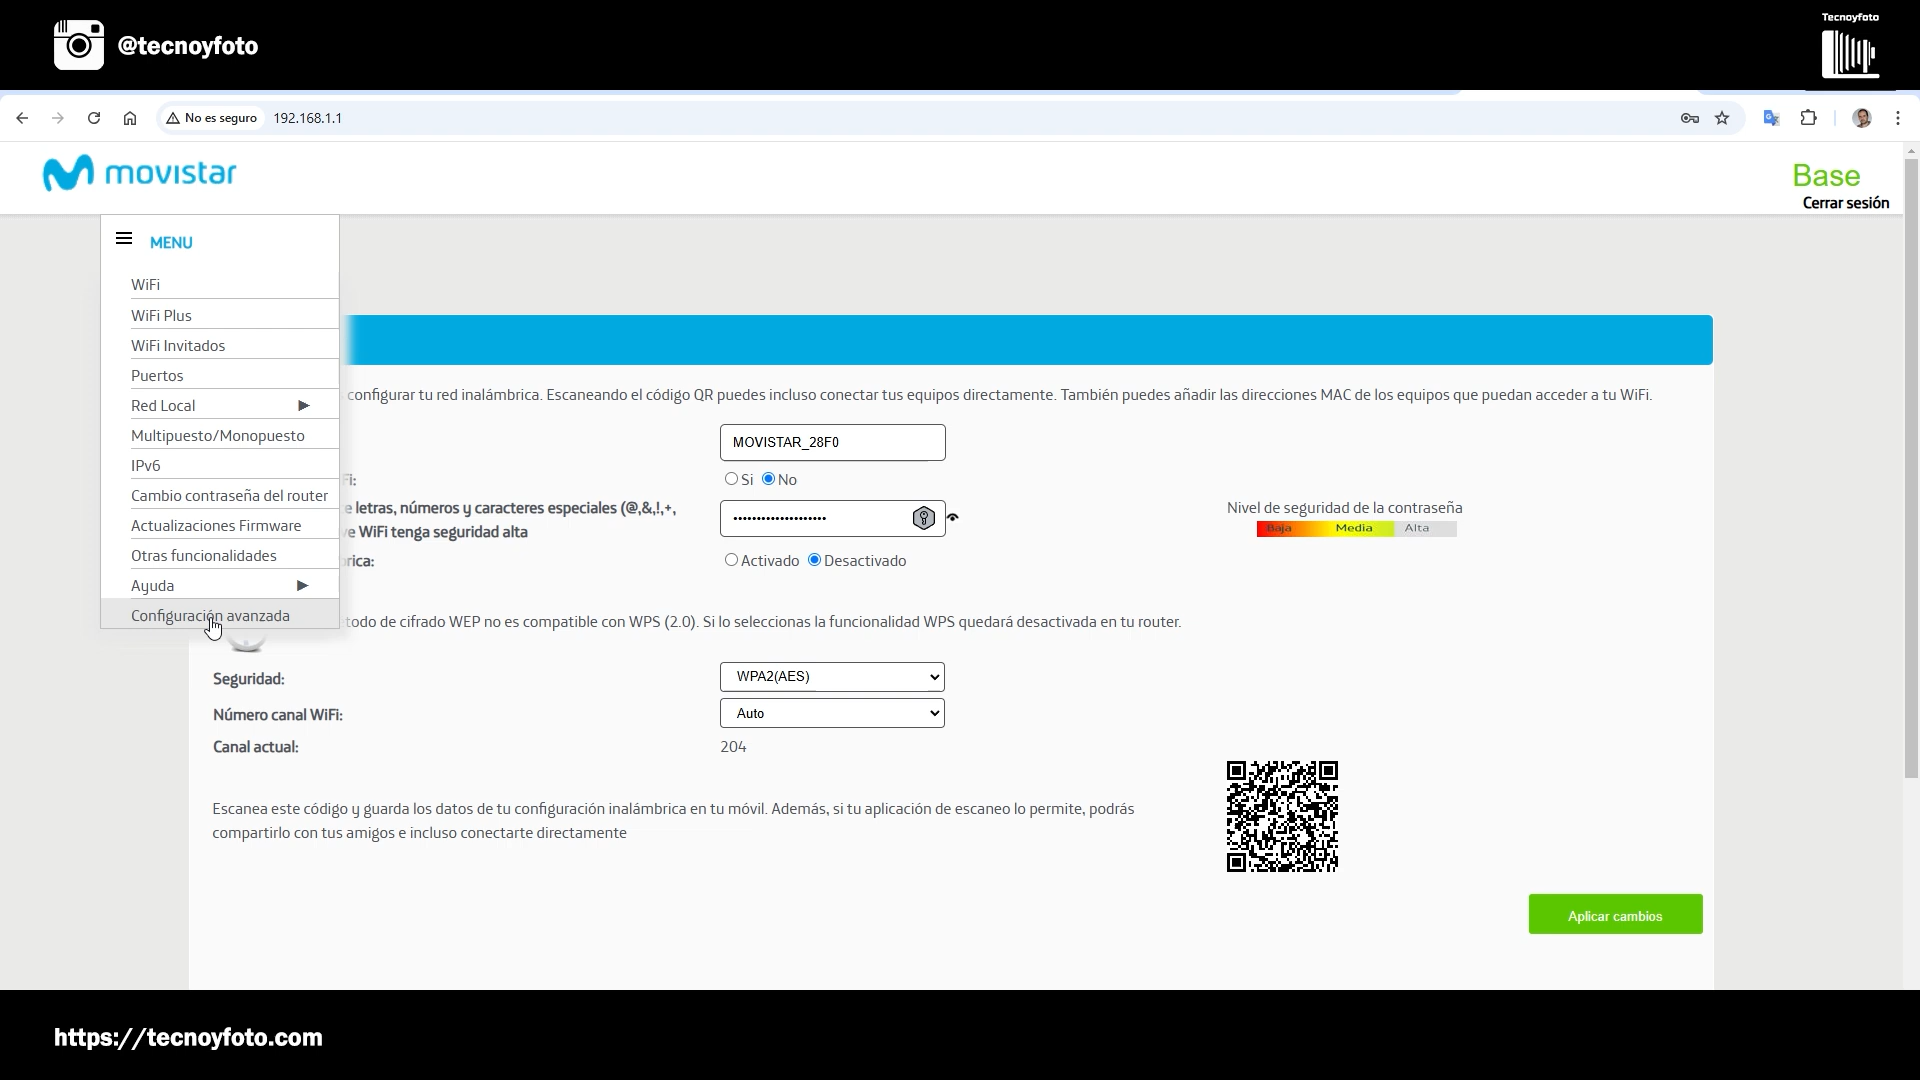 @tecnoyfoto
Tecnoyfoto
No es seguro 192.168.1.1
movistar
Base
Cerrar sesión
MENU
WiFi
WiFi Plus
WiFi Invitados
Puertos
Red Local
Multipuesto/Monopuesto
IPv6
Cambio contraseña del router
Actualizaciones Firmware
Otras funcionalidades
Ayuda
Configuración avanzada
configurar tu red inalámbrica. Escaneando el código QR puedes incluso conectar tus equipos directamente. También puedes añadir las direcciones MAC de los equipos que puedan acceder a tu WiFi.
MOVISTAR_28F0
Fi:
Si No
e letras, números y caracteres especiales (@,&,!,+,
ve WiFi tenga seguridad alta
Nivel de seguridad de la contraseña
Baja Media Alta
brica:
Activado Desactivado
todo de cifrado WEP no es compatible con WPS (2.0). Si lo seleccionas la funcionalidad WPS quedará desactivada en tu router.
Seguridad:
WPA2(AES)
Número canal WiFi:
Auto
Canal actual:
204
Escanea este código y guarda los datos de tu configuración inalámbrica en tu móvil. Además, si tu aplicación de escaneo lo permite, podrás
compartirlo con tus amigos e incluso conectarte directamente
Aplicar cambios
https://tecnoyfoto.com